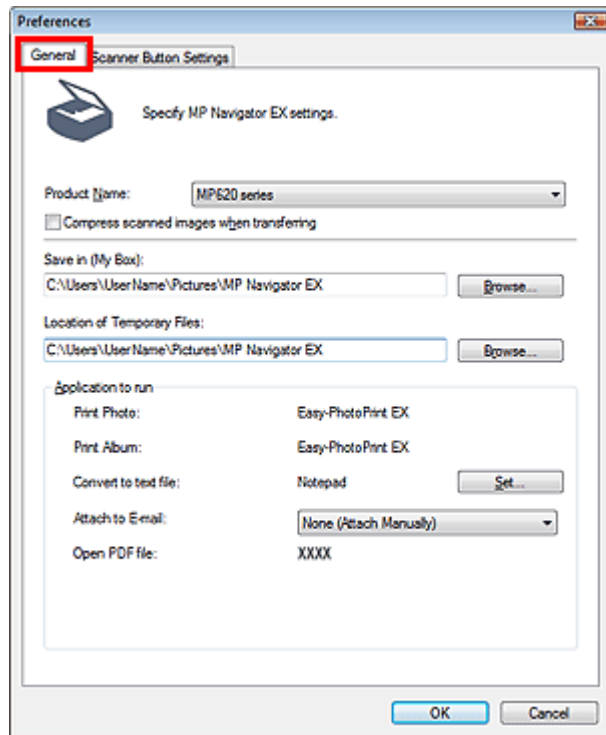 Preferences
General Scanner Button Settings
Specify MP Navigator EX settings.
Product Name: MP620 series
Compress scanned images when transferring
Save in (My Box):
C:\Users\UserName\Pictures\MP Navigator EX Browse...
Location of Temporary Files:
C:\Users\UserName\Pictures\MP Navigator EX Browse...
Application to run
Print Photo: Easy-PhotoPrint EX
Print Album: Easy-PhotoPrint EX
Convert to text file: Notepad Set...
Attach to E-mail: None (Attach Manually)
Open PDF file: XXXX
OK Cancel